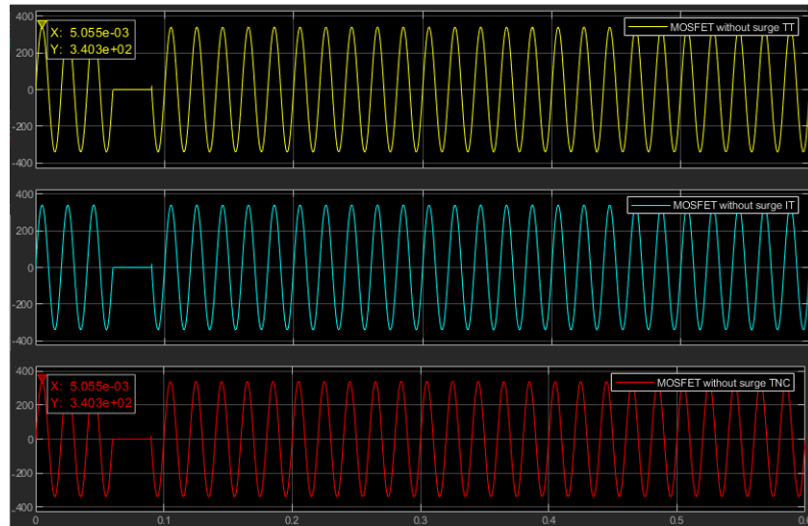 400
MOSFET without surge TT
X: 5.055e-03
Y: 3.403e+02
200
0
-200
-400
400
MOSFET without surge IT
200
0
-200
-400
400
MOSFET without surge TNC
X: 5.055e-03
Y: 3.403e+02
200
0
-200
-400
0 0.1 0.2 0.3 0.4 0.5